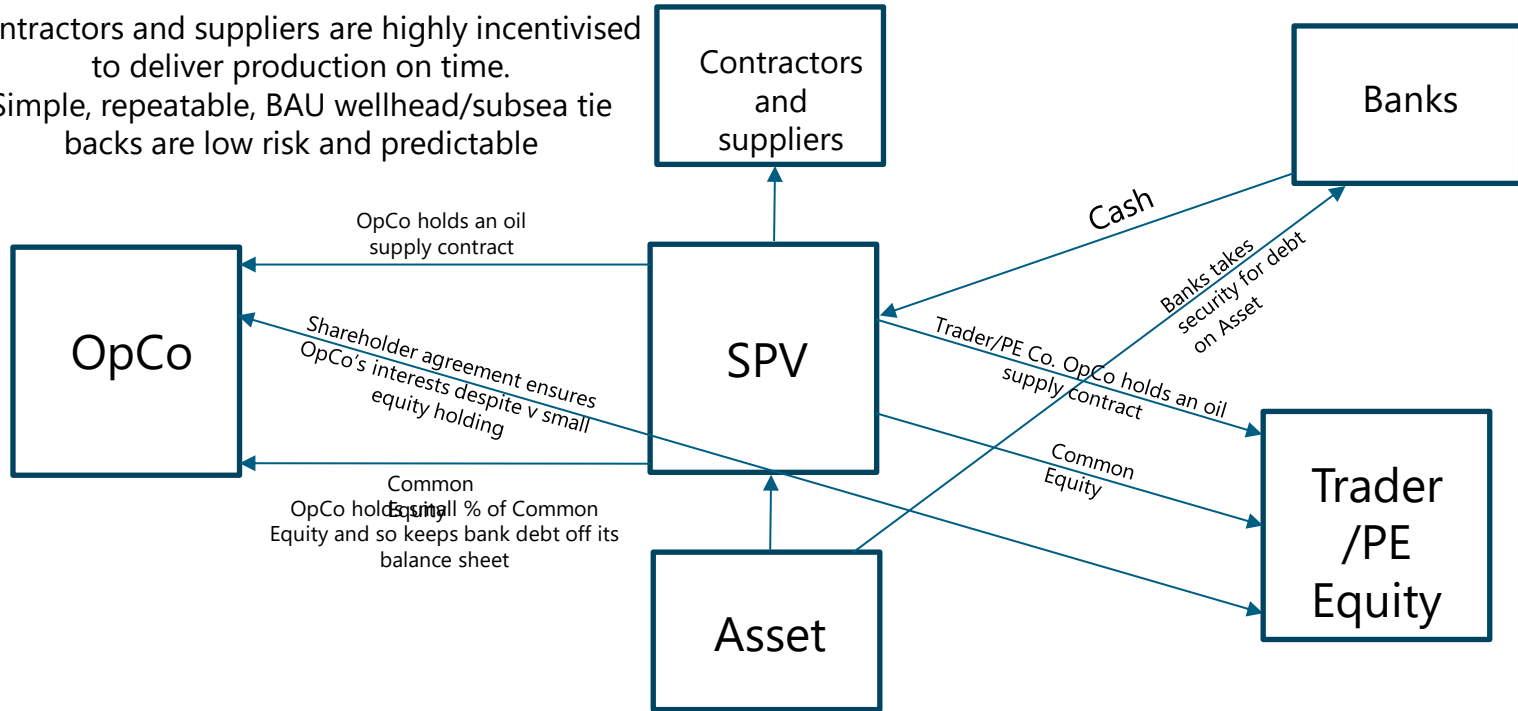 ntractors and suppliers are highly incentivised
to deliver production on time.
Simple, repeatable, BAU wellhead/subsea tie
backs are low risk and predictable
Contractors
and
suppliers
Banks
OpCo holds an oil
supply contract
Cash
Banks takes
security for debt
on Asset
OpCo
Shareholder agreement ensures
OpCo's interests despite v small
equity holding
SPV
Trader/PE Co. OpCo holds an oil
supply contract
Common
Equity
Common
Equity
OpCo holds small % of Common
Equity and so keeps bank debt off its
balance sheet
Trader
/PE
Equity
Asset